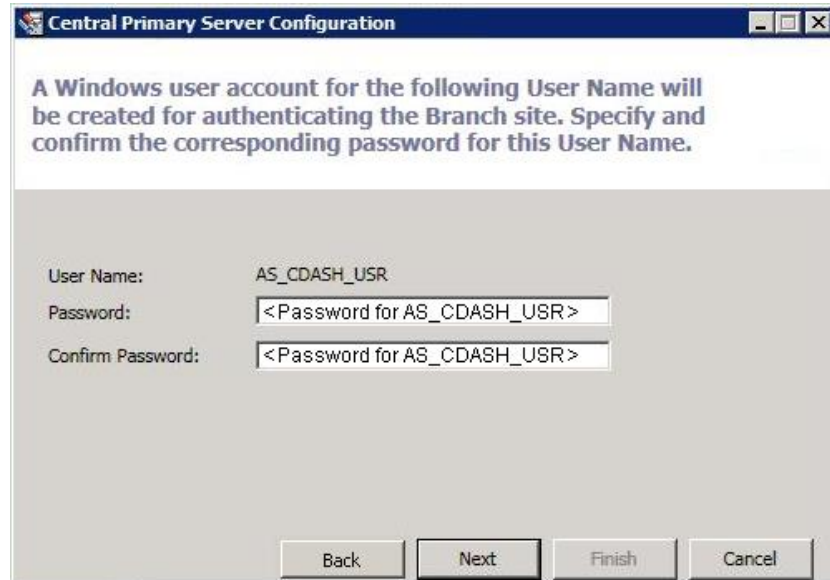 Central Primary Server Configuration
A Windows user account for the following User Name will
be created for authenticating the Branch site. Specify and
confirm the corresponding password for this User Name.
User Name: AS_CDASH_USR
Password: <Password for AS_CDASH_USR>
Confirm Password: <Password for AS_CDASH_USR>
Back Next Finish Cancel